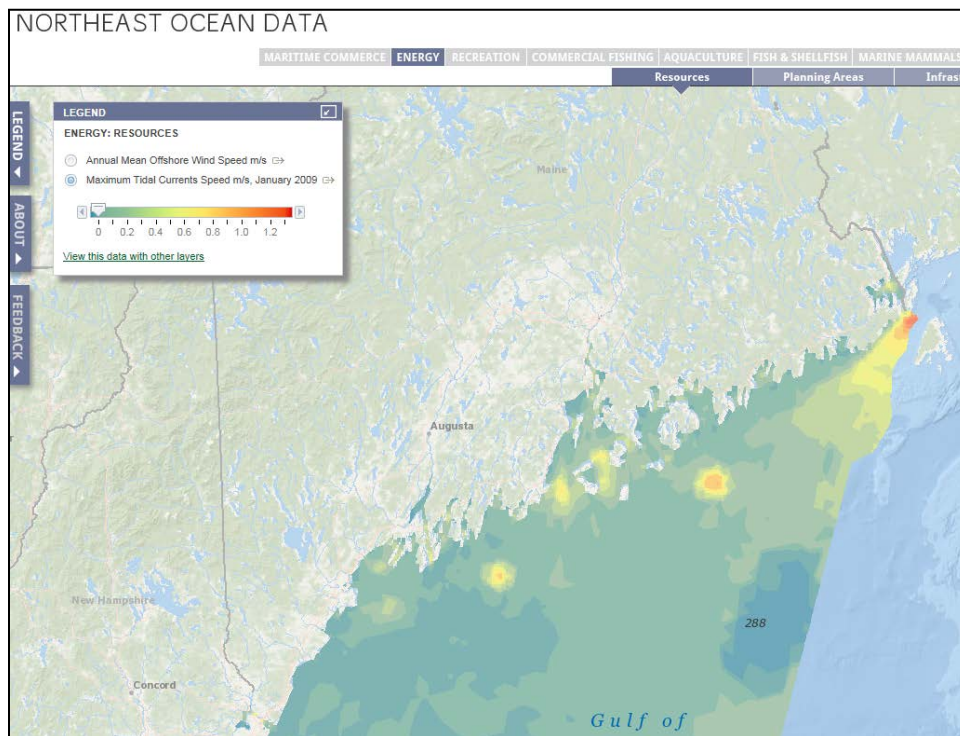 NORTHEAST OCEAN DATA
MARITIME COMMERCE ENERGY RECREATION COMMERCIAL FISHING AQUACULTURE FISH & SHELLFISH MARINE MAMMALS
Resources Planning Areas Infras
LEGEND
ABOUT
FEEDBACK
LEGEND
ENERGY: RESOURCES
Annual Mean Offshore Wind Speed m/s
Maximum Tidal Currents Speed m/s, January 2009
0 0.2 0.4 0.6 0.8 1.0 1.2
View this data with other layers
Maine
Augusta
New Hampshire
288
Concord
Gulf of